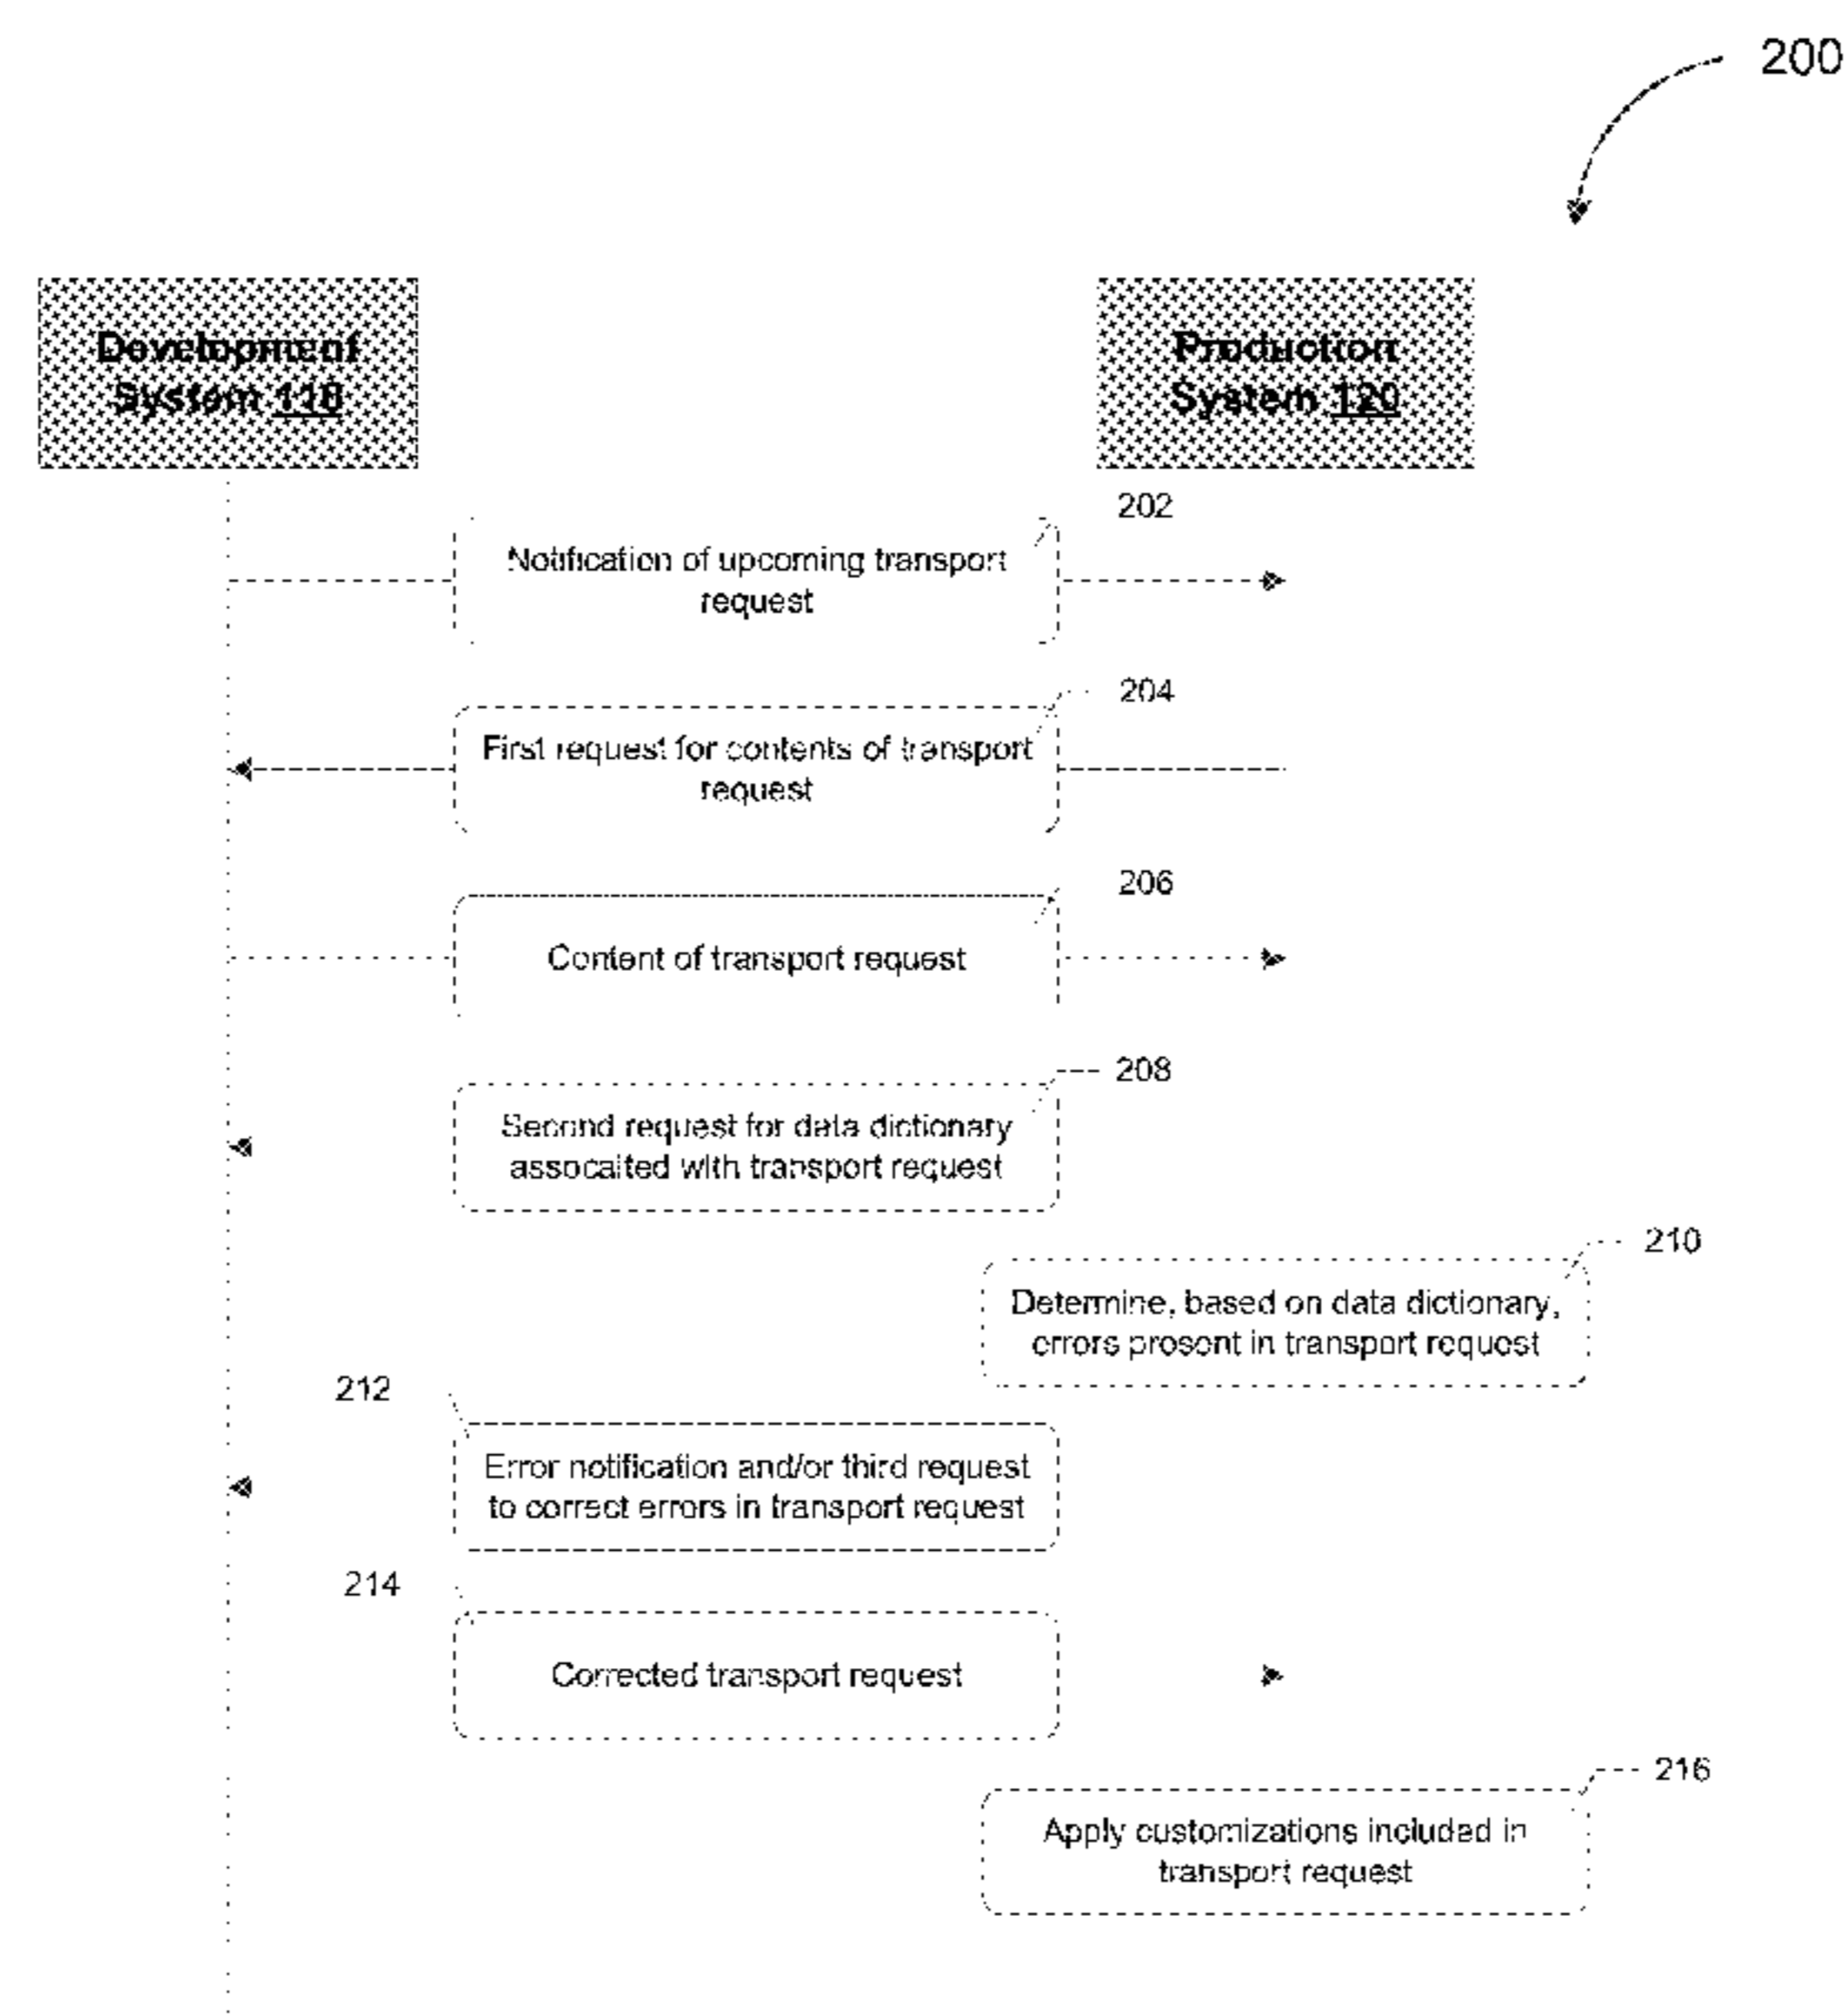 200
Development
System 118
Production
System 120
202
Notification of upcoming transport
request
204
First request for contents of transport
request
206
Content of transport request
208
Second request for data dictionary
assocaited with transport request
210
Determine, based on data dictionary,
errors present in transport request
212
Error notification and/or third request
to correct errors in transport request
214
Corrected transport request
216
Apply customizations included in
transport request